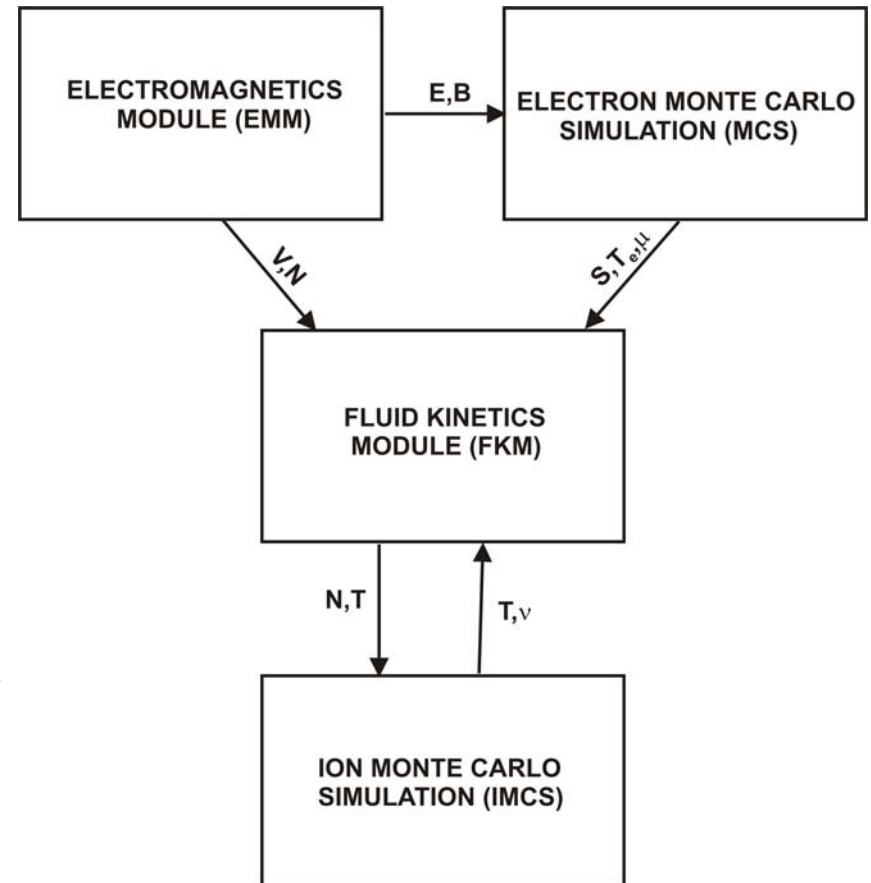 ELECTROMAGNETICS
MODULE (EMM)
E,B
ELECTRON MONTE CARLO
SIMULATION (MCS)
V,N
S,Te,μ
FLUID KINETICS
MODULE (FKM)
N,T
T,ν
ION MONTE CARLO
SIMULATION (IMCS)